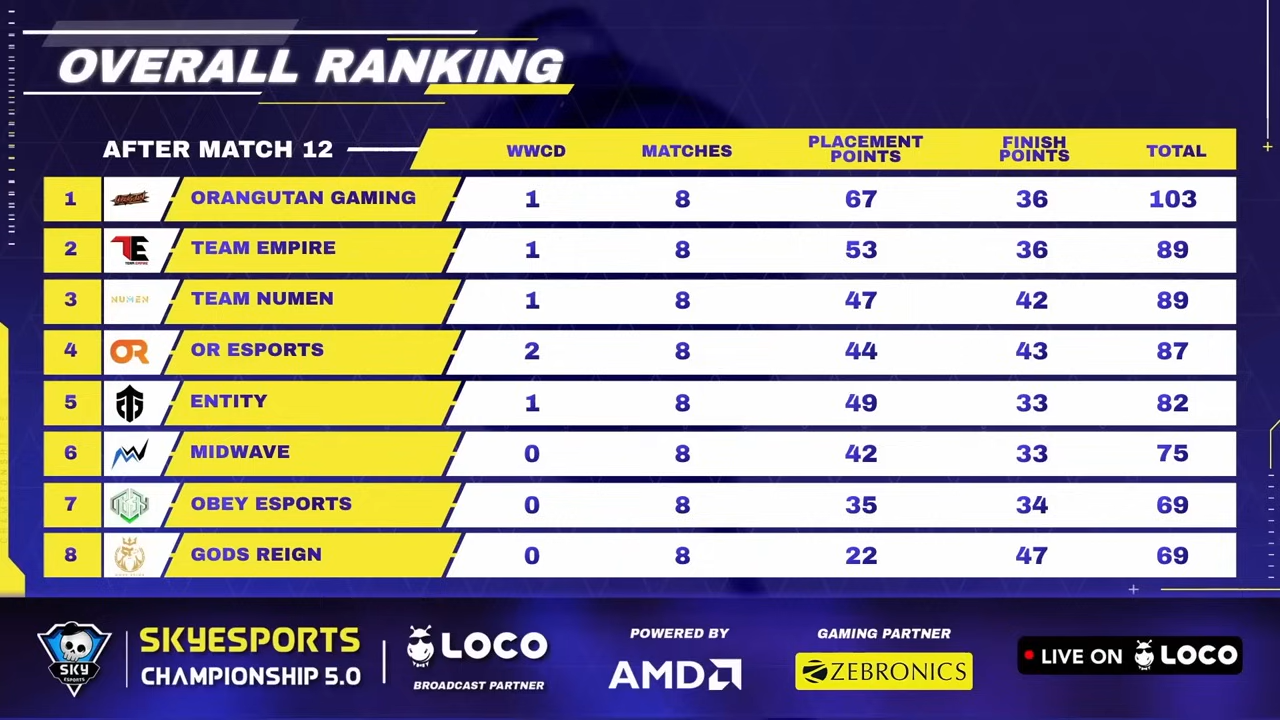 OVERALL RANKING
AFTER MATCH 12 WWCD MATCHES PLACEMENT POINTS FINISH POINTS TOTAL
1 ORANGUTAN GAMING 1 8 67 36 103
2 TE TEAM EMPIRE 1 8 53 36 89
3 NUMEN TEAM NUMEN 1 8 47 42 89
4 OR OR ESPORTS 2 8 44 43 87
5 ENTITY 1 8 49 33 82
6 MIDWAVE 0 8 42 33 75
7 OBEY ESPORTS 0 8 35 34 69
8 GODS REIGN 0 8 22 47 69
SKY ESPORTS
SKYESPORTS
CHAMPIONSHIP 5.0
LOCO
BROADCAST PARTNER
POWERED BY
AMD
GAMING PARTNER
ZEBRONICS
LIVE ON LOCO